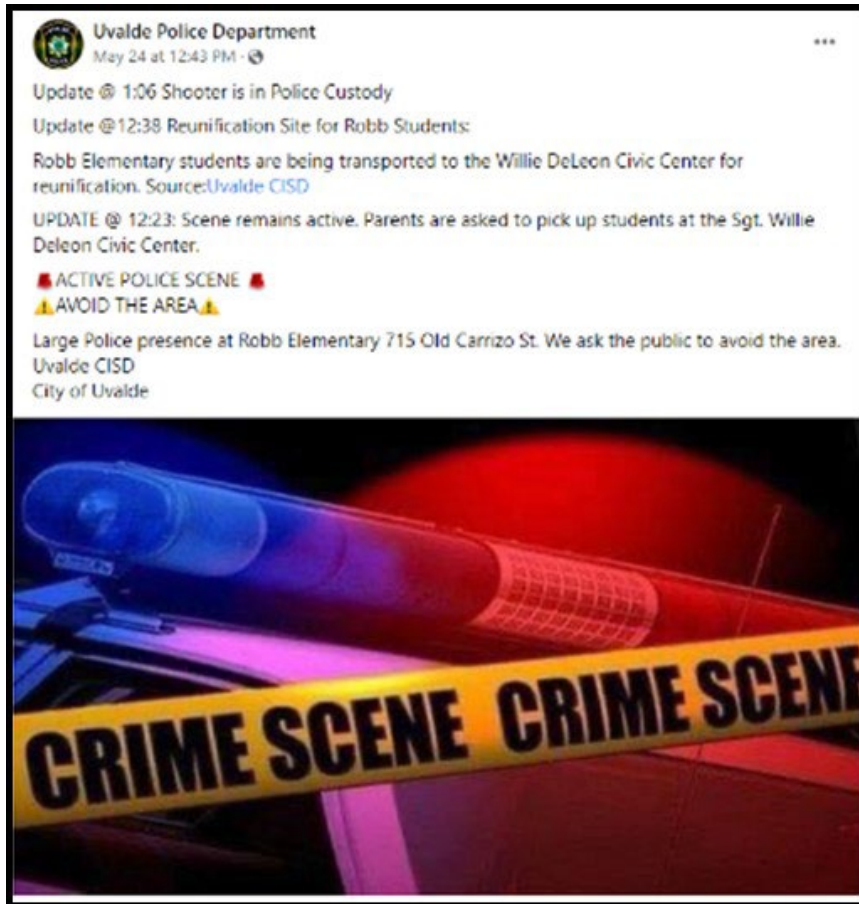 Uvalde Police Department
May 24 at 12:43 PM ·
Update @ 1:06 Shooter is in Police Custody
Update @12:38 Reunification Site for Robb Students:
Robb Elementary students are being transported to the Willie DeLeon Civic Center for
reunification. Source:Uvalde CISD
UPDATE @ 12:23: Scene remains active. Parents are asked to pick up students at the Sgt. Willie
Deleon Civic Center.
🚨ACTIVE POLICE SCENE 🚨
⚠️AVOID THE AREA⚠️
Large Police presence at Robb Elementary 715 Old Carrizo St. We ask the public to avoid the area.
Uvalde CISD
City of Uvalde
CRIME SCENE CRIME SCENE